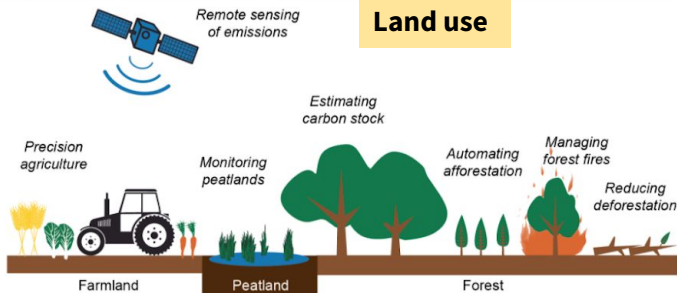 Land use
Remote sensing
of emissions
Estimating
carbon stock
Precision
agriculture
Monitoring
peatlands
Automating
afforestation
Managing
forest fires
Reducing
deforestation
Farmland
Peatland
Forest